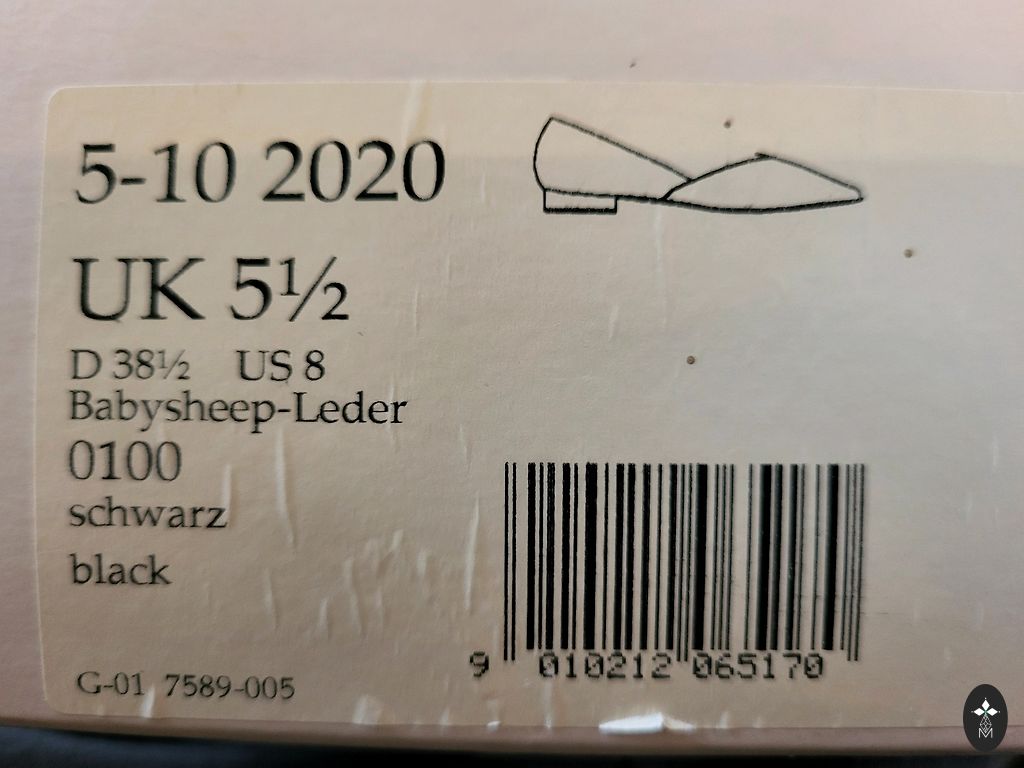 5-10 2020
UK 5½
D 38½ US 8
Babysheep-Leder
0100
schwarz
black
G-01 7589-005
9 010212 065170
M